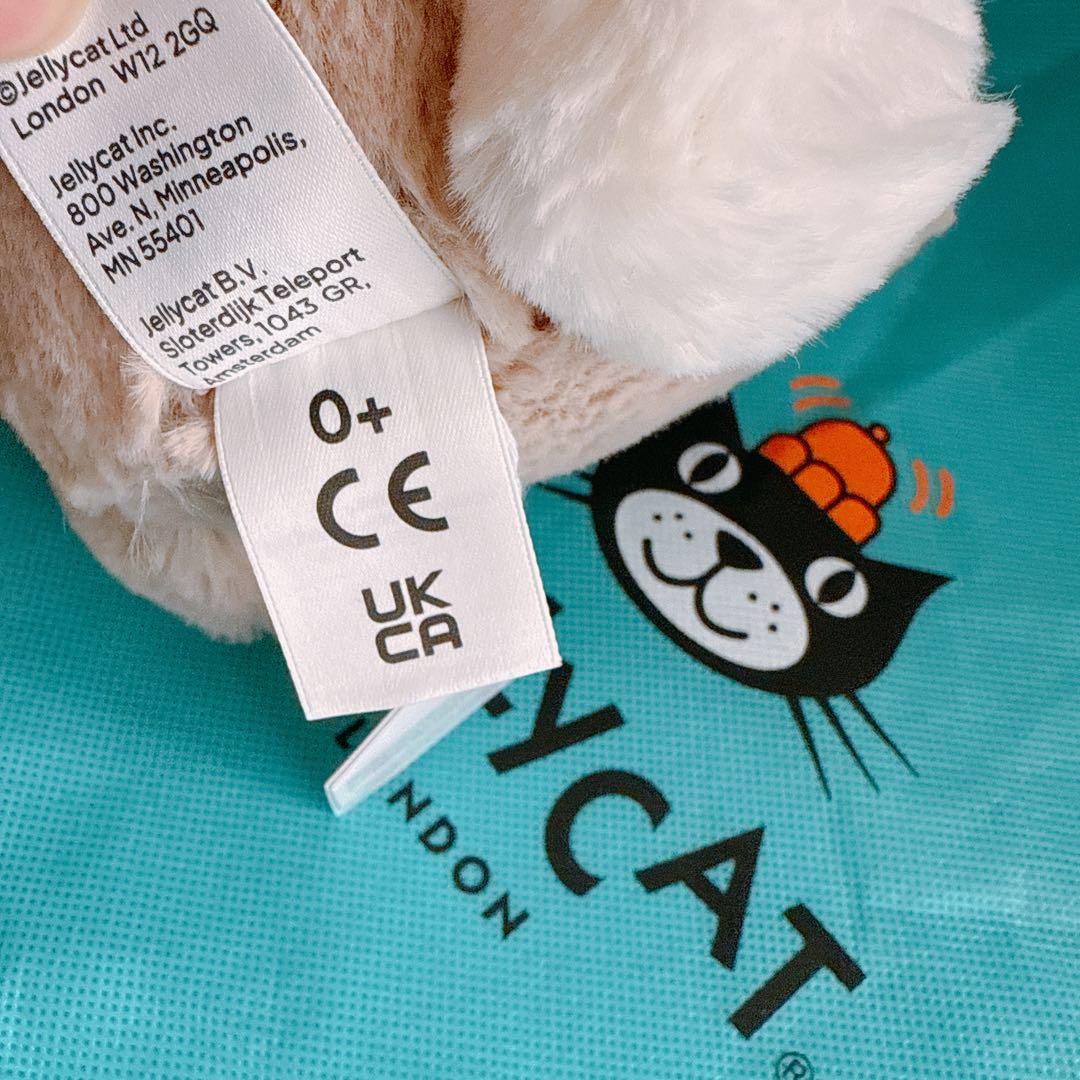 ©Jellycat Ltd
London W12 2GQ
Jellycat Inc.
800 Washington
Ave. N, Minneapolis,
MN 55401
Jellycat B.V.
Sloterdijk Teleport
Towers, 1043 GR,
Amsterdam
0+
CE
UK
CA
LYCAT
LONDON
®